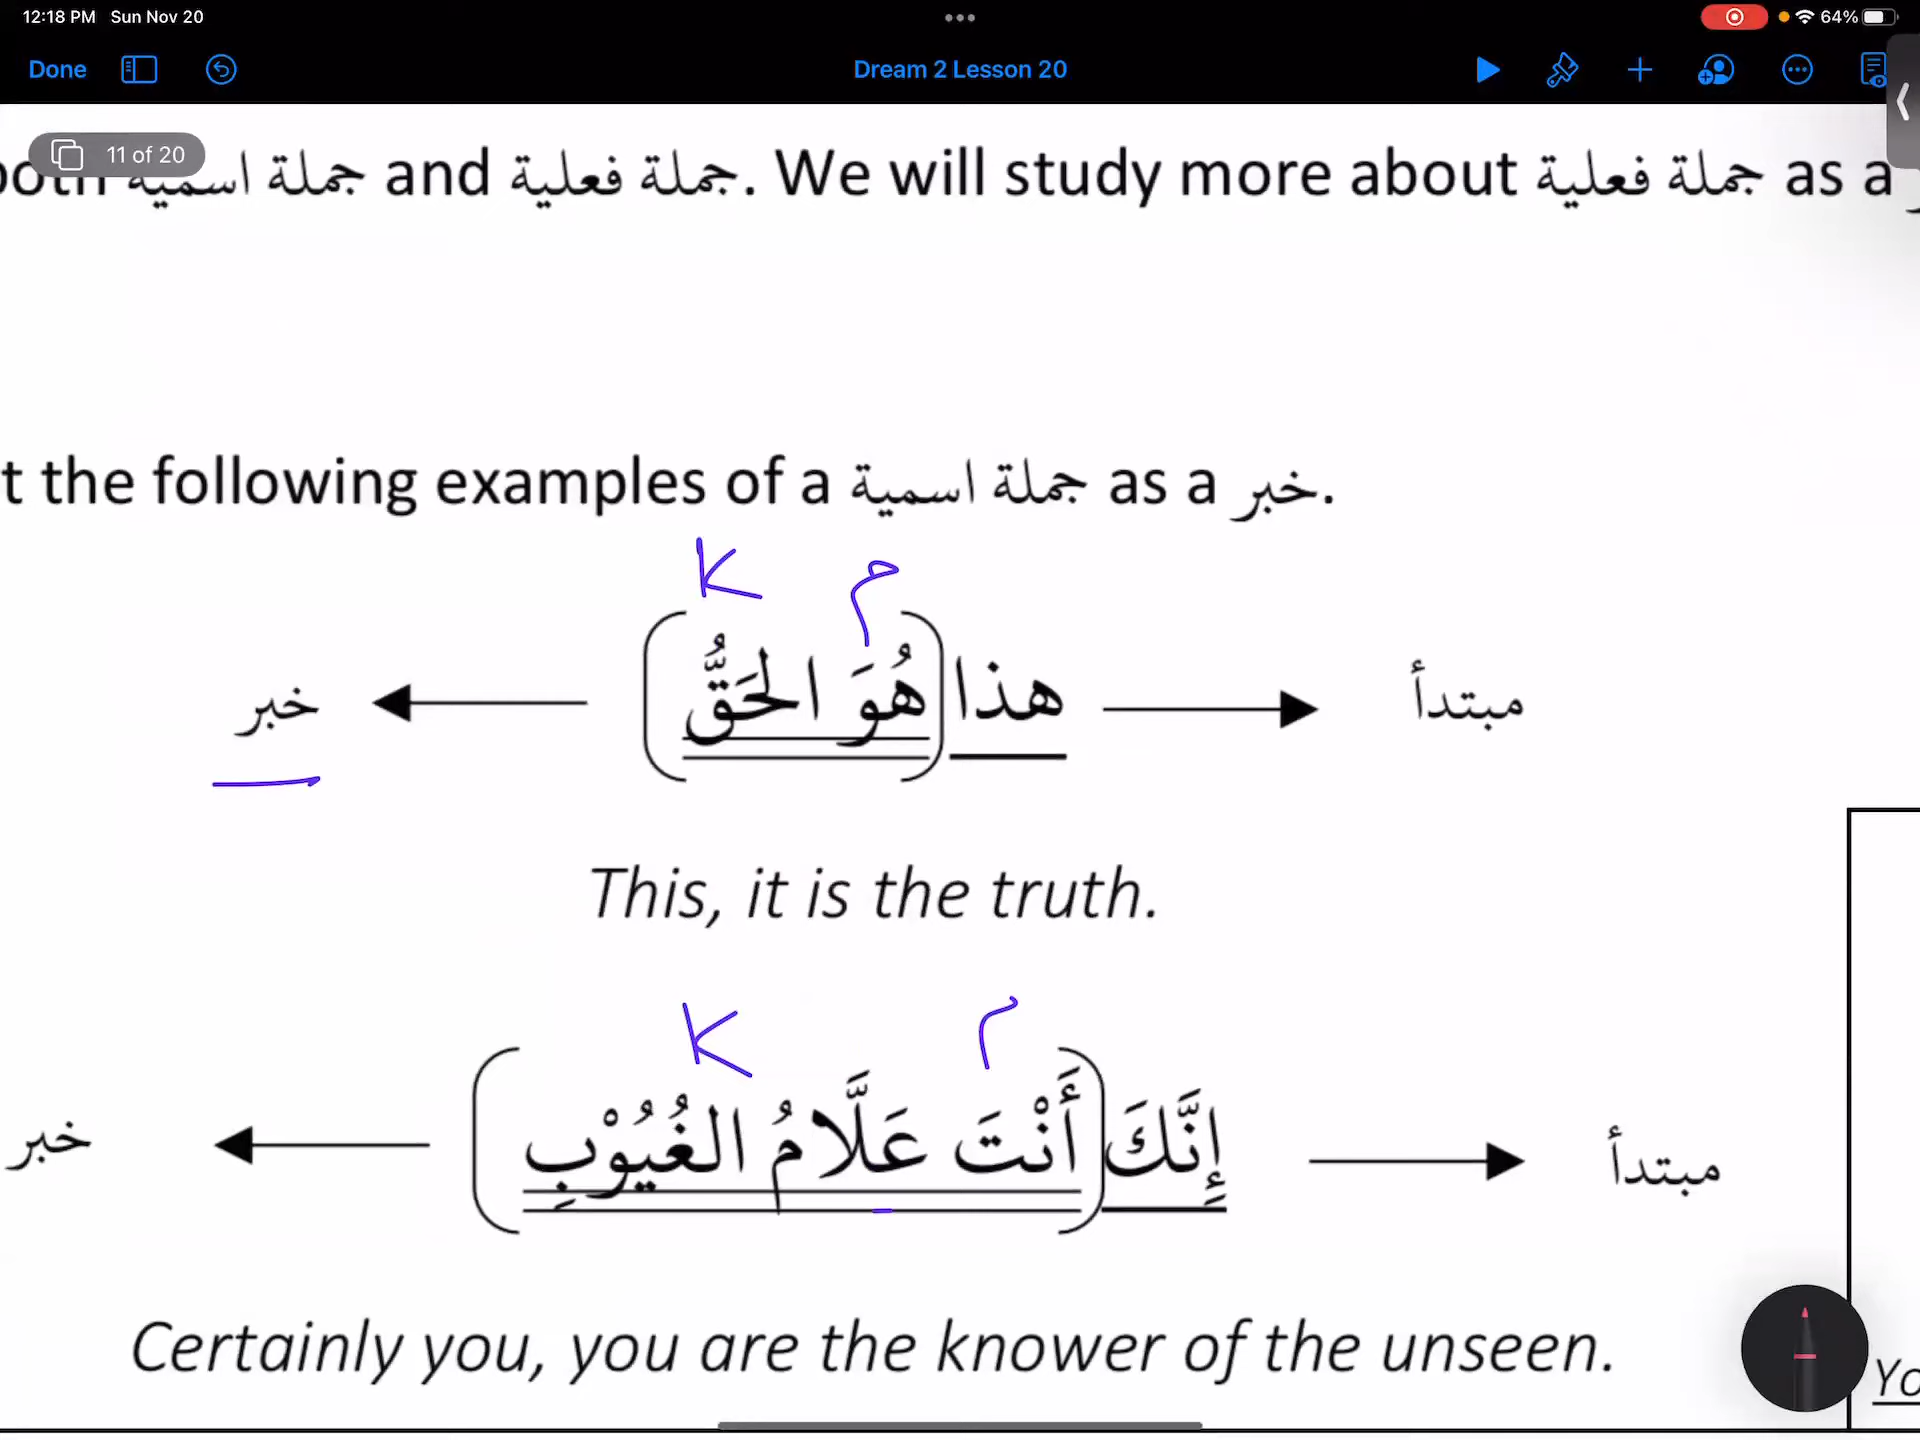 12:18 PM Sun Nov 20
64%
Done
Dream 2 Lesson 20
11 of 20
both جملة اسمية and جملة فعلية. We will study more about جملة فعلية as a
t the following examples of a جملة اسمية as a خبر.
K م
مبتدأ هذا (هُوَ الحَقُّ) خبر
This, it is the truth.
K م
مبتدأ إِنَّكَ (أَنْتَ عَلَّامُ الغُيُوْبِ) خبر
Certainly you, you are the knower of the unseen.
Yo